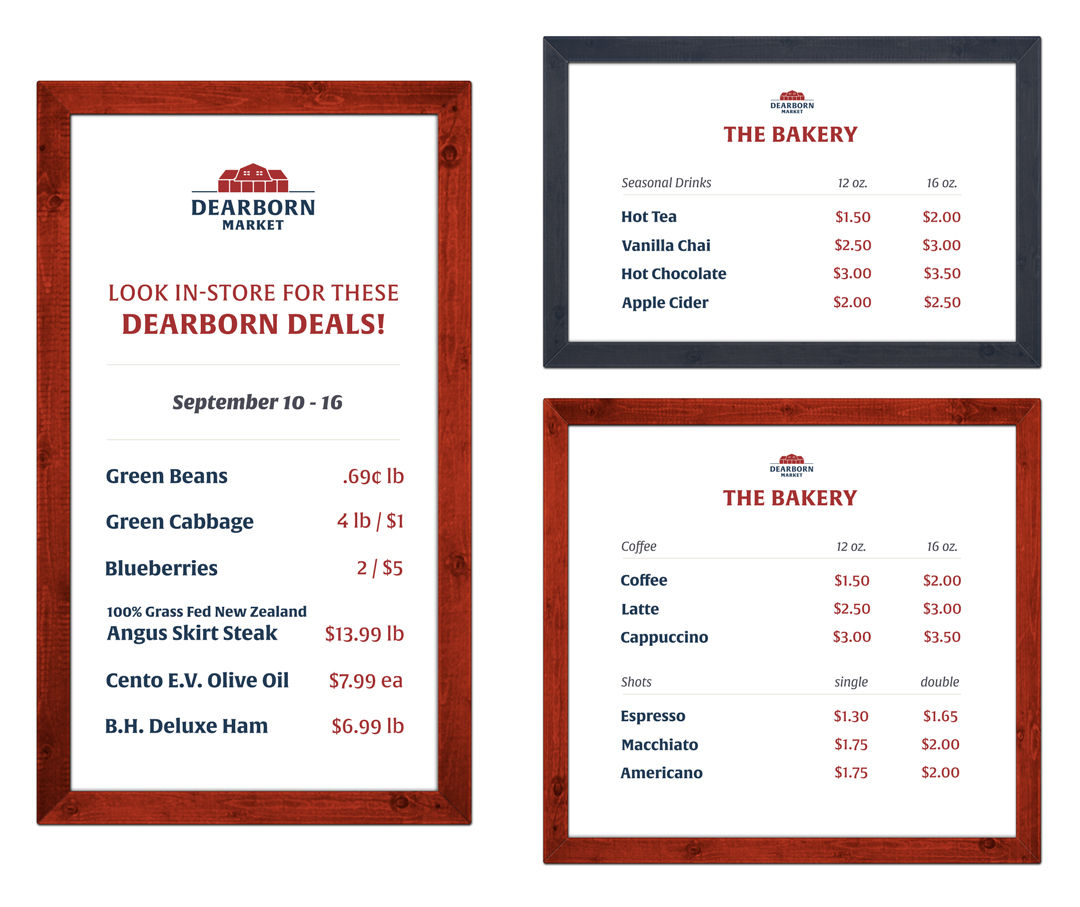 DEARBORN
MARKET
LOOK IN-STORE FOR THESE
DEARBORN DEALS!
September 10 - 16
Green Beans .69¢ lb
Green Cabbage 4 lb / $1
Blueberries 2 / $5
100% Grass Fed New Zealand
Angus Skirt Steak $13.99 lb
Cento E.V. Olive Oil $7.99 ea
B.H. Deluxe Ham $6.99 lb
DEARBORN
MARKET
THE BAKERY
Seasonal Drinks 12 oz. 16 oz.
Hot Tea $1.50 $2.00
Vanilla Chai $2.50 $3.00
Hot Chocolate $3.00 $3.50
Apple Cider $2.00 $2.50
DEARBORN
MARKET
THE BAKERY
Coffee 12 oz. 16 oz.
Coffee $1.50 $2.00
Latte $2.50 $3.00
Cappuccino $3.00 $3.50
Shots single double
Espresso $1.30 $1.65
Macchiato $1.75 $2.00
Americano $1.75 $2.00